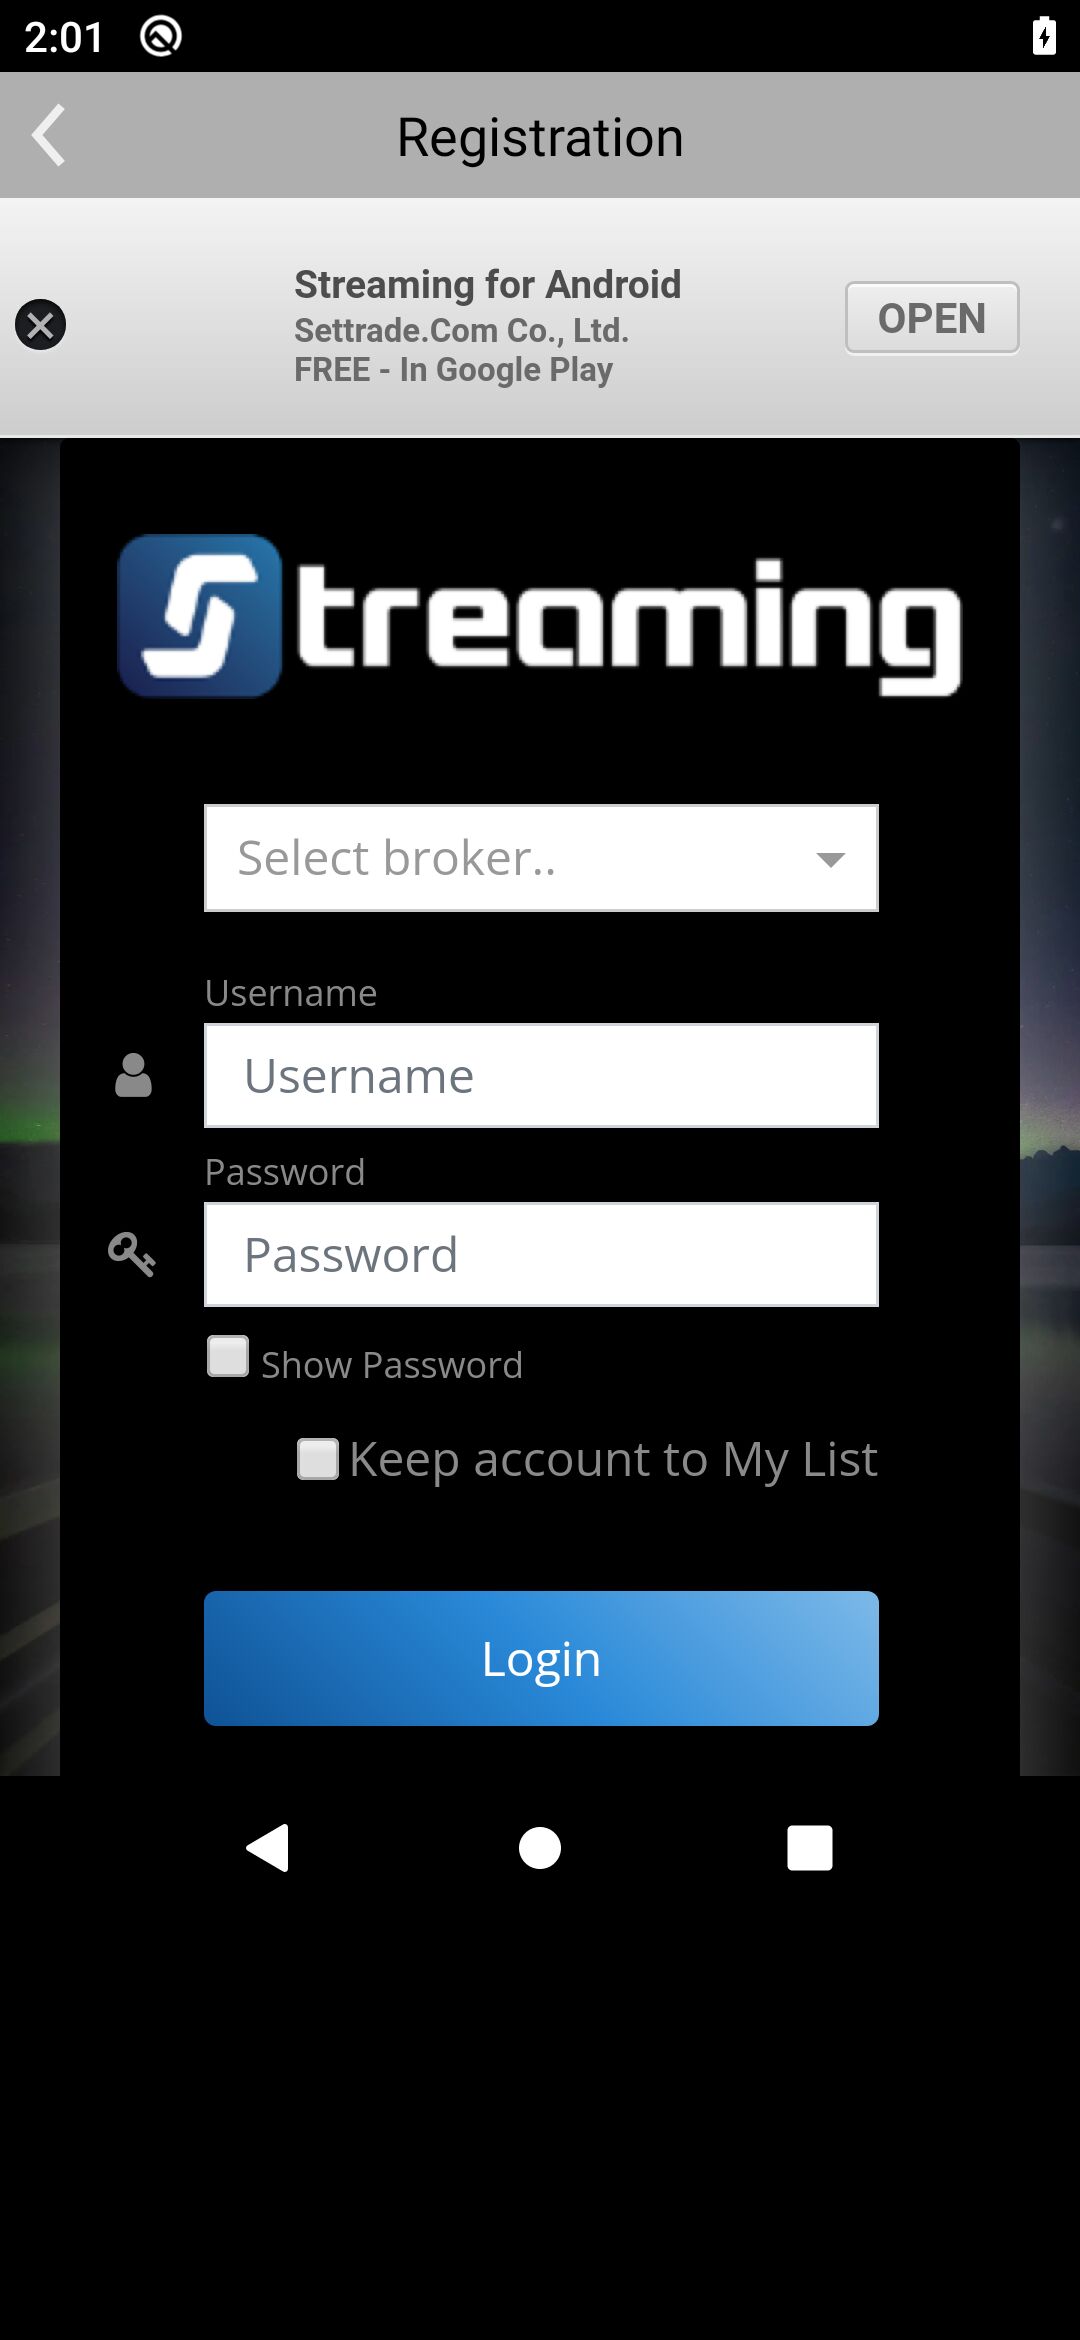 2:01
Registration
Streaming for Android
Settrade.Com Co., Ltd.
FREE - In Google Play
OPEN
Streaming
Select broker..
Username
Username
Password
Password
Show Password
Keep account to My List
Login